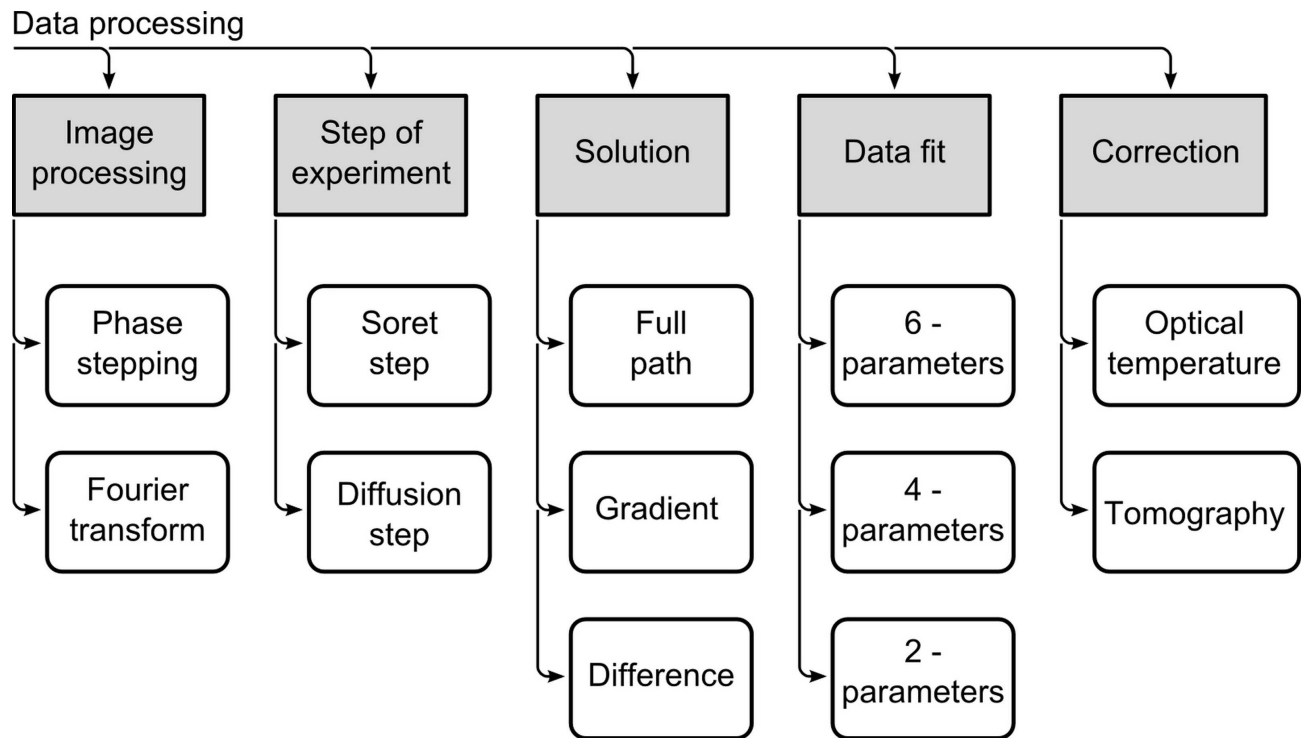 Data processing
Image
processing
Step of
experiment
Solution
Data fit
Correction
Phase
stepping
Soret
step
Full
path
6 -
parameters
Optical
temperature
Fourier
transform
Diffusion
step
Gradient
4 -
parameters
Tomography
Difference
2 -
parameters